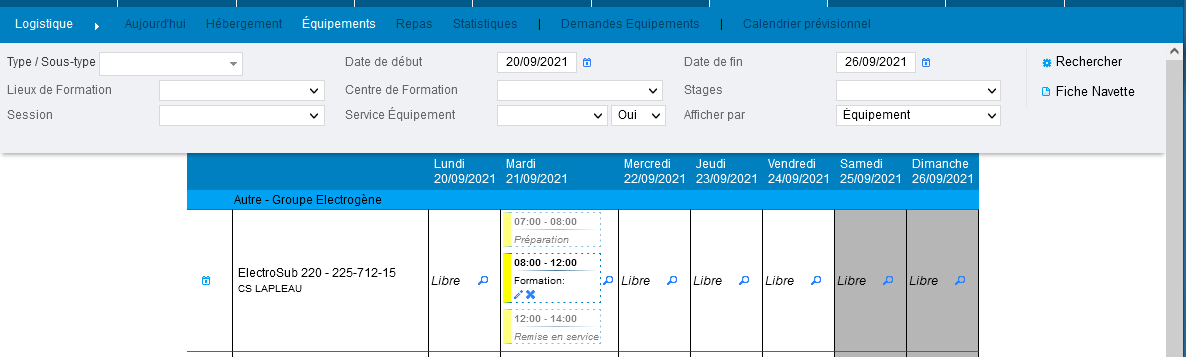 Logistique Aujourd'hui Hébergement Équipements Repas Statistiques | Demandes Equipements | Calendrier prévisionnel
Type / Sous-type Date de début 20/09/2021 Date de fin 26/09/2021 Rechercher
Lieux de Formation Centre de Formation Stages Fiche Navette
Session Service Équipement Oui Afficher par Équipement
Lundi Mardi Mercredi Jeudi Vendredi Samedi Dimanche
20/09/2021 21/09/2021 22/09/2021 23/09/2021 24/09/2021 25/09/2021 26/09/2021
Autre - Groupe Electrogène
07:00 - 08:00
Préparation
08:00 - 12:00
ElectroSub 220 - 225-712-15
Libre Formation: Libre Libre Libre Libre Libre
CS LAPLEAU
12:00 - 14:00
Remise en service